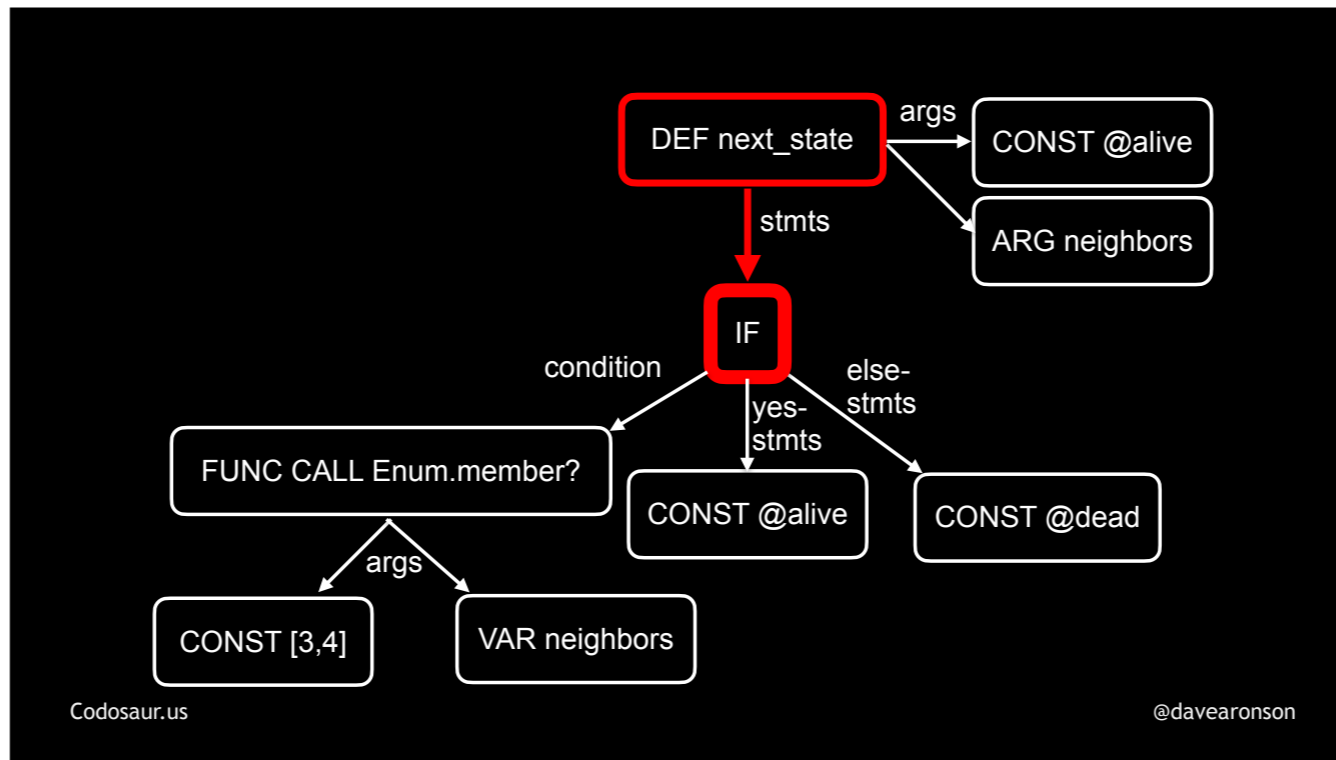 DEF next_state
args
CONST @alive
ARG neighbors
stmts
IF
condition
yes-
stmts
else-
stmts
FUNC CALL Enum.member?
CONST @alive
CONST @dead
args
CONST [3,4]
VAR neighbors
Codosaur.us
@davearonson